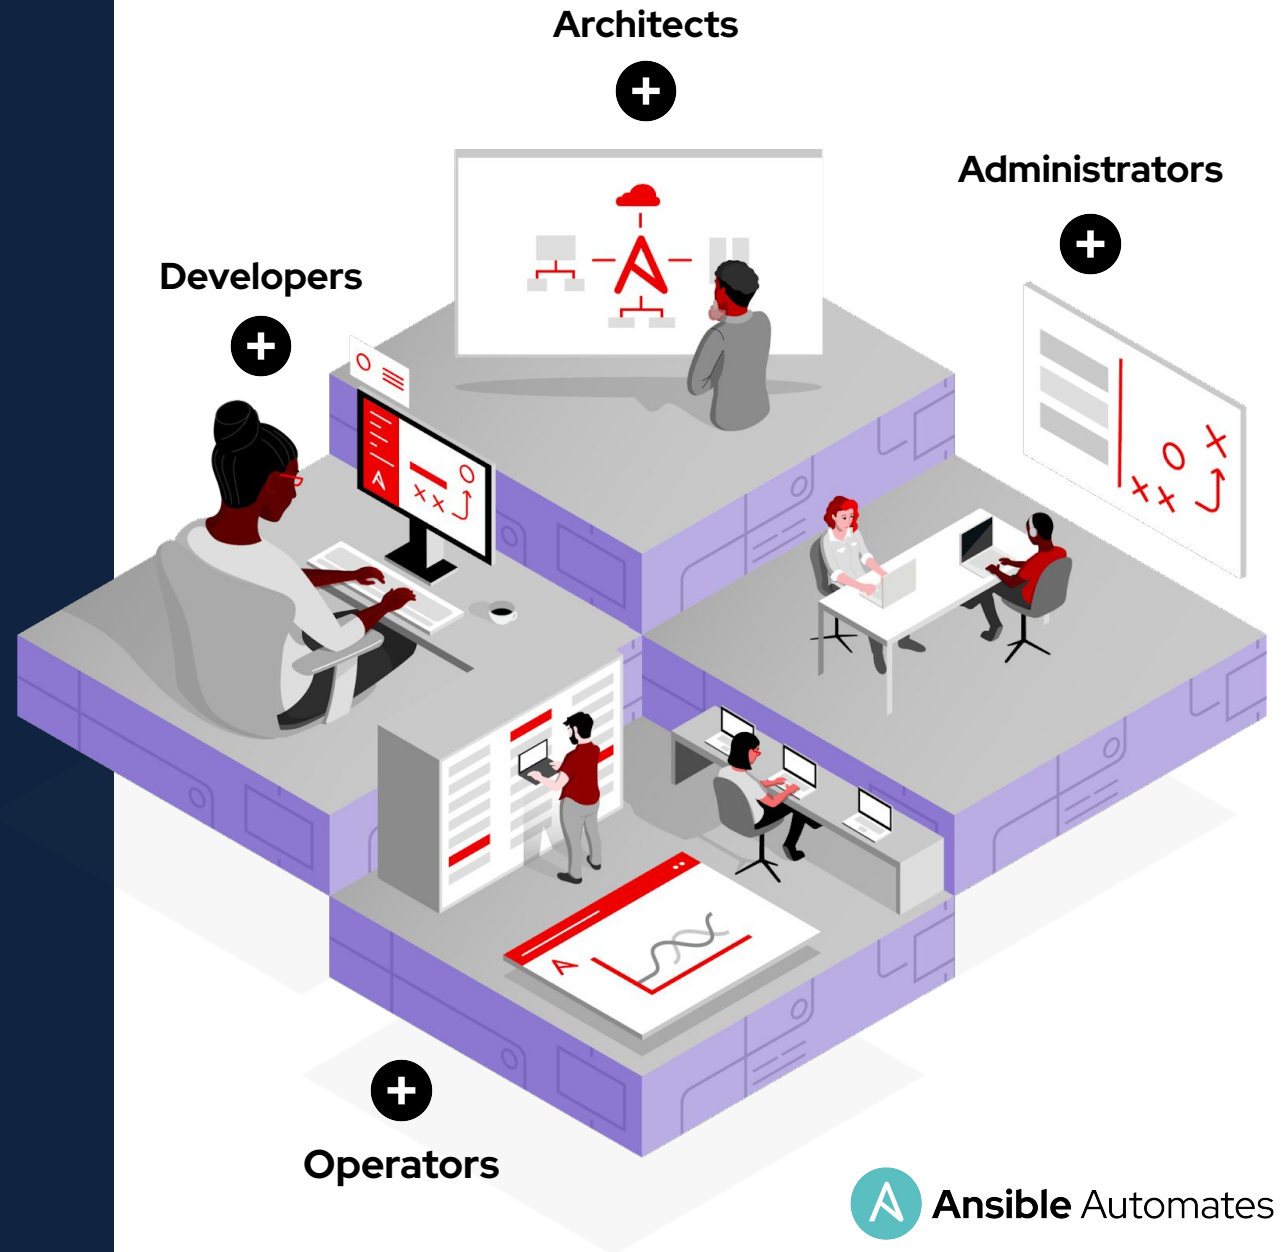 Architects
Administrators
Developers
Operators
Ansible Automates